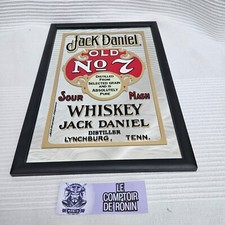 Jack Daniel
OLD
No 7
DISTILLED
FROM
SELECTED GRAIN
AND IS
ABSOLUTELY
PURE
SOUR MASH
WHISKEY
JACK DANIEL
DISTILLER
LYNCHBURG, TENN.
LE
COMPTOIR
DE RONIN